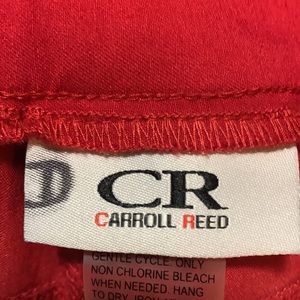 D
CR
CARROLL REED
GENTLE CYCLE. ONLY
NON CHLORINE BLEACH
WHEN NEEDED. HANG
TO DRY.